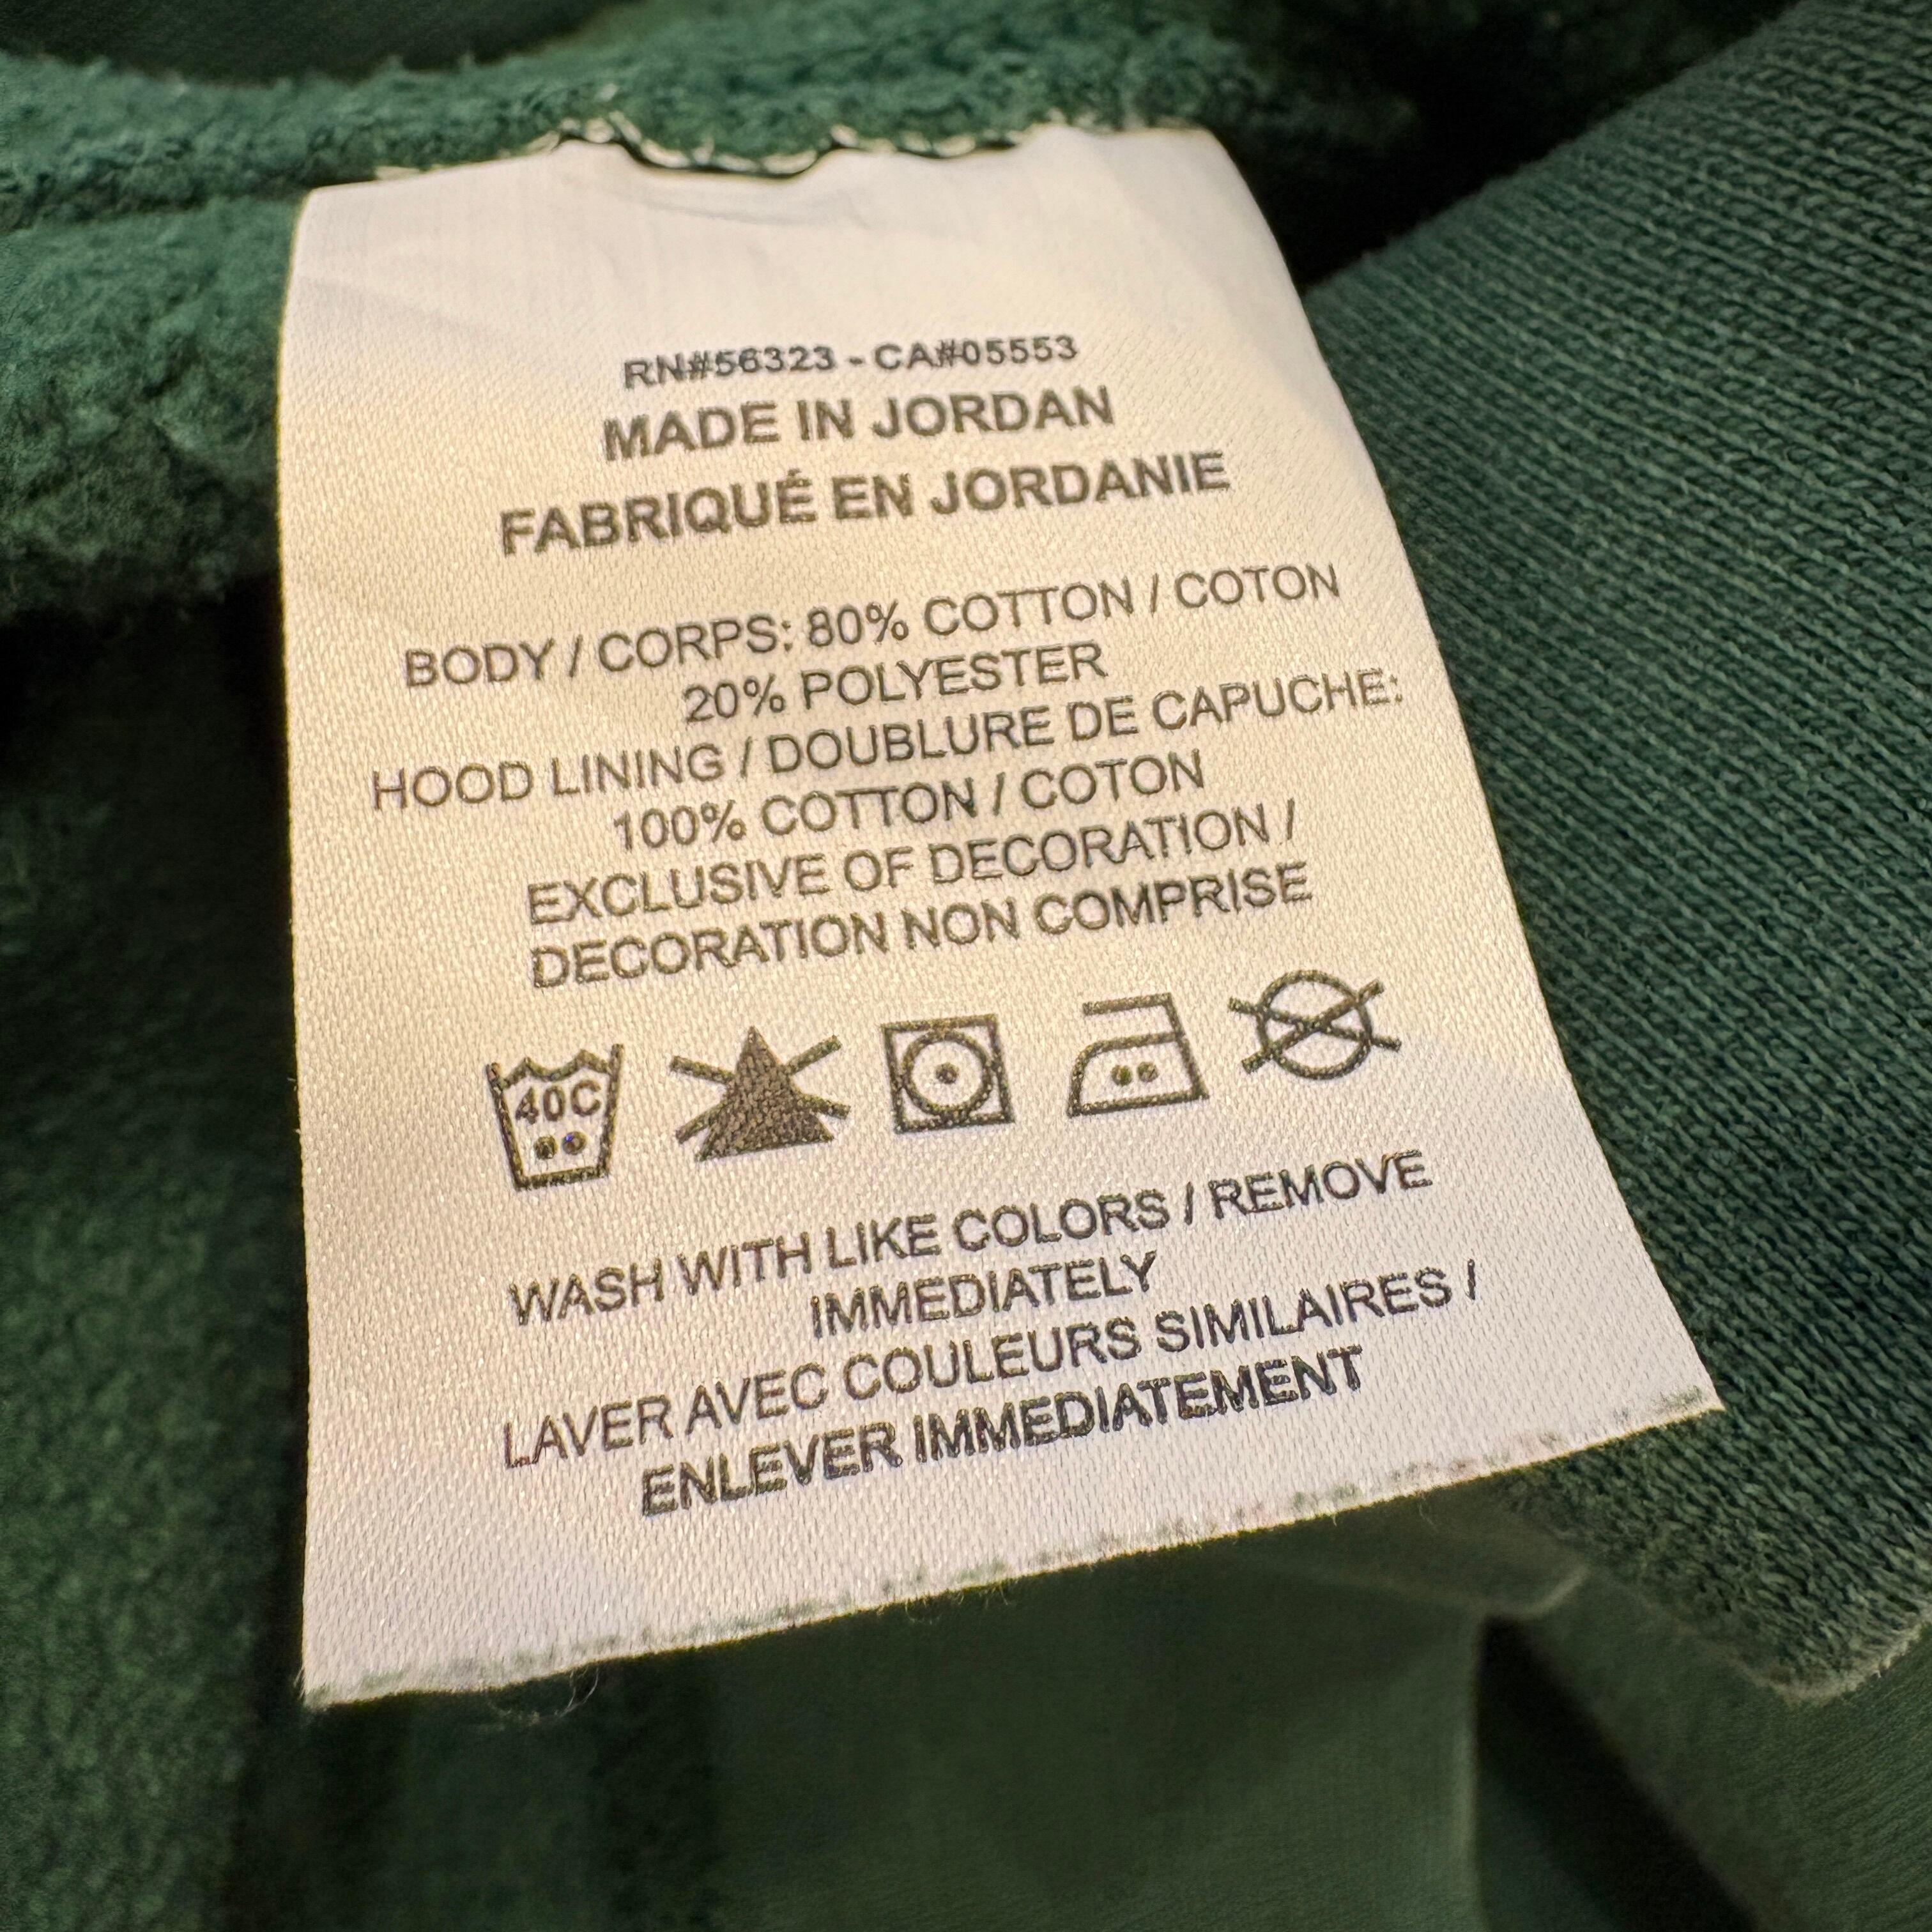 RN#56323 - CA#05553
MADE IN JORDAN
FABRIQUÉ EN JORDANIE
BODY / CORPS: 80% COTTON / COTON
20% POLYESTER
HOOD LINING / DOUBLURE DE CAPUCHE:
100% COTTON / COTON
EXCLUSIVE OF DECORATION /
DECORATION NON COMPRISE
40C
WASH WITH LIKE COLORS / REMOVE
IMMEDIATELY
LAVER AVEC COULEURS SIMILAIRES /
ENLEVER IMMEDIATEMENT